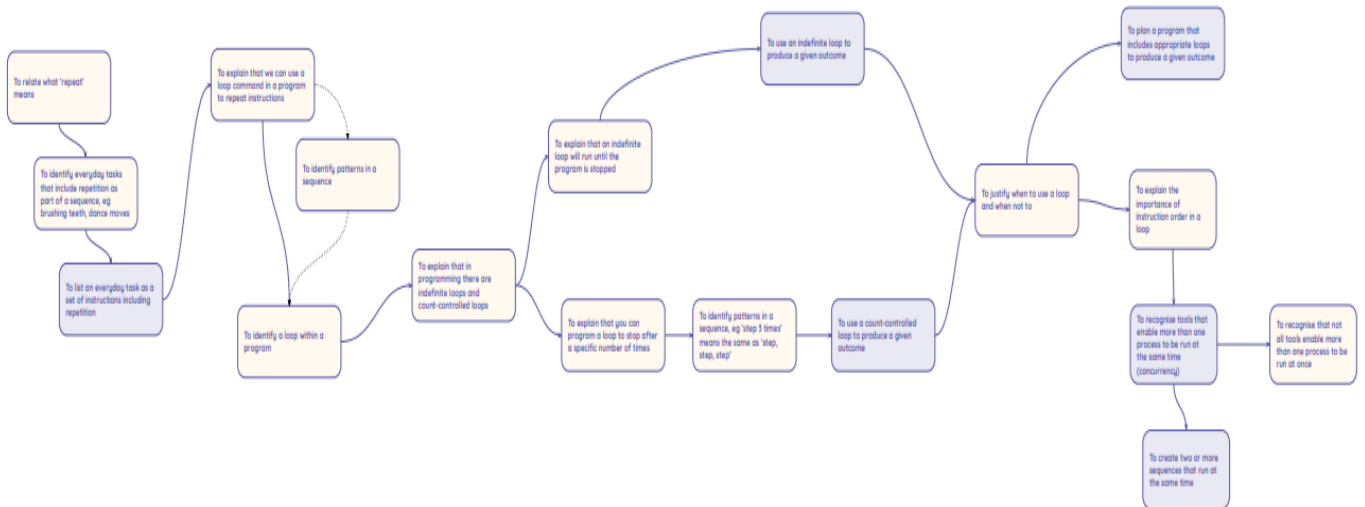 To relate what 'repeat'
means
To identify everyday tasks
that include repetition as
part of a sequence, eg
brushing teeth, dance moves
To list an everyday task as a
set of instructions including
repetition
To explain that we can use a
loop command in a program
to repeat instructions
To identify patterns in a
sequence
To identify a loop within a
program
To explain that in
programming there are
indefinite loops and
count-controlled loops
To explain that an indefinite
loop will run until the
program is stopped
To use an indefinite loop to
produce a given outcome
To explain that you can
program a loop to stop after
a specific number of times
To identify patterns in a
sequence, eg 'step 3 times'
means the same as 'step,
step, step'
To use a count-controlled
loop to produce a given
outcome
To justify when to use a loop
and when not to
To plan a program that
includes appropriate loops
to produce a given outcome
To explain the
importance of
instruction order in a
loop
To recognise tools that
enable more than one
process to be run at
the same time
(concurrency)
To recognise that not
all tools enable more
than one process to be
run at once
To create two or more
sequences that run at
the same time